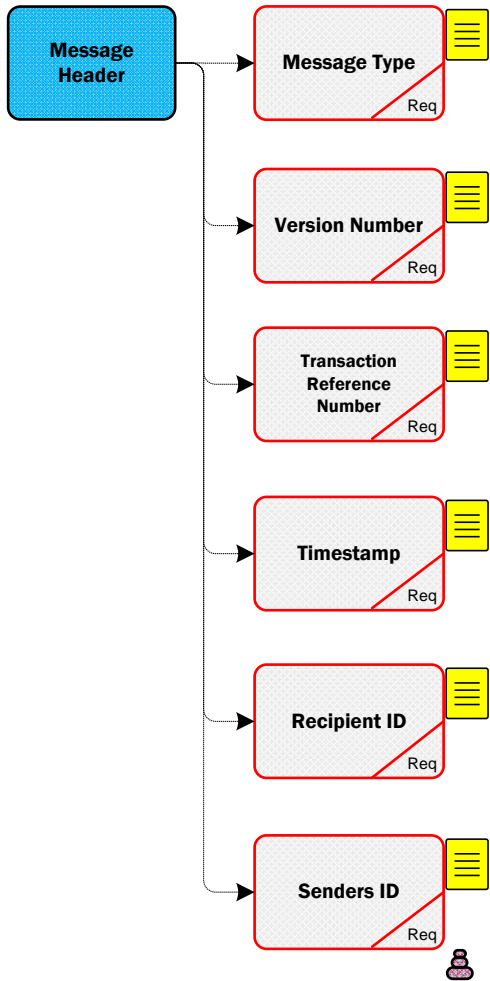 Message
Header
Message Type
Req
Version Number
Req
Transaction
Reference
Number
Req
Timestamp
Req
Recipient ID
Req
Senders ID
Req